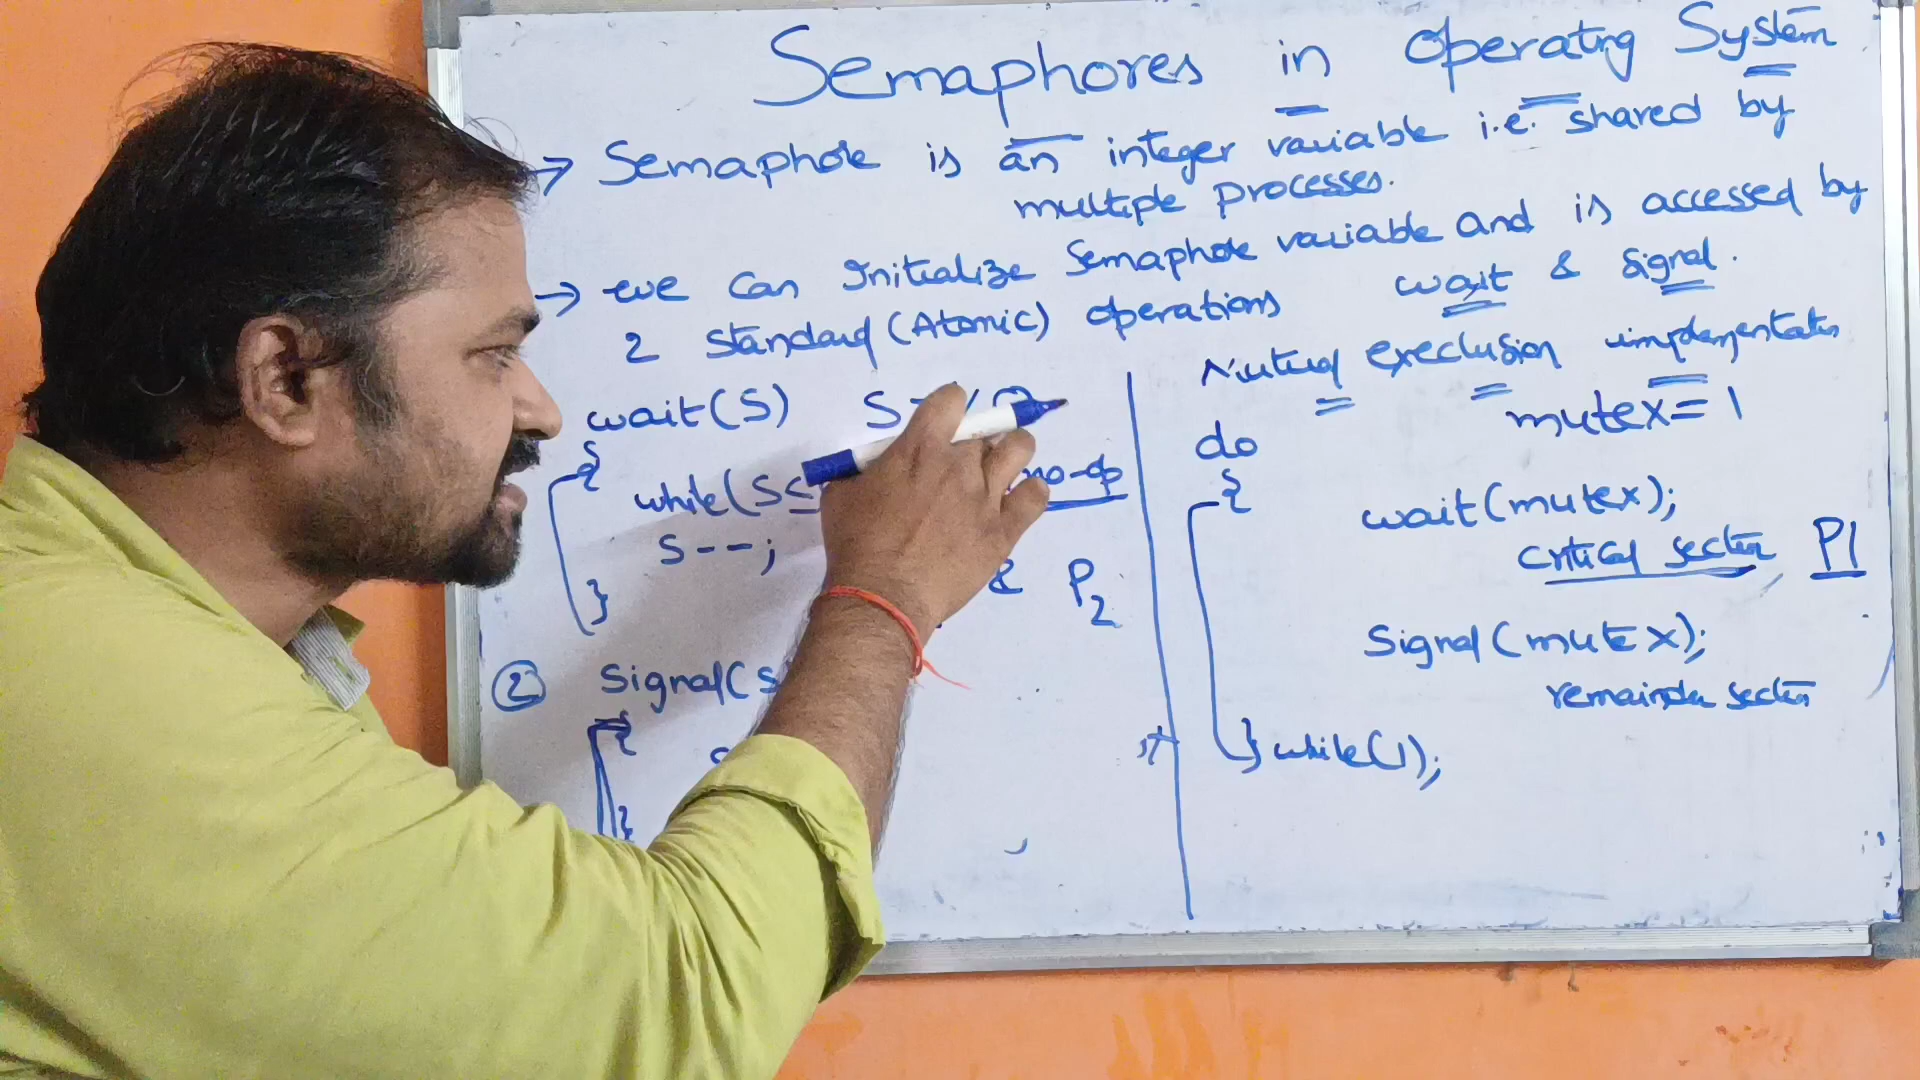 Semaphores in Operating System
→ Semaphore is an integer variable i.e. shared by
multiple processes.
→ we can Initialize Semaphore variable and is accessed by
2 standard (Atomic) operations wait & signal.
wait(S) S=
{
while(S≤ no-op
S--;
}
& P2
② Signal(S
{
}
Mutual execlusion implementation
mutex=1
do
{
wait(mutex);
critical section P1
Signal(mutex);
remainder section
} while(1);